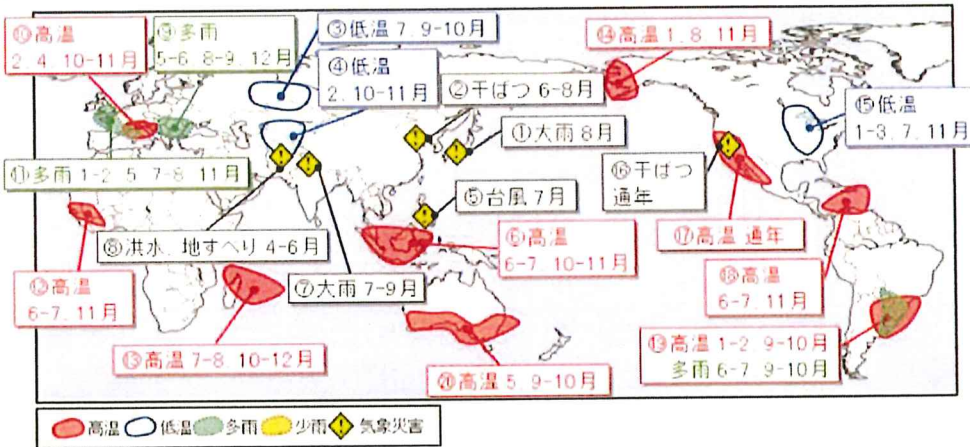 ⑩高温
2. 4. 10-11月
⑨多雨
5-6. 8-9. 12月
③低温 7. 9-10月
④低温
2. 10-11月
②干ばつ 6-8月
①大雨 8月
⑭高温 1. 8. 11月
⑮低温
1-3. 7. 11月
⑯干ばつ
通年
⑪多雨 1-2. 5. 7-8. 11月
⑤台風 7月
⑰高温 通年
⑧洪水、地すべり 4-6月
⑥高温
6-7. 10-11月
⑦大雨 7-9月
⑫高温
6-7. 11月
⑱高温
6-7. 11月
⑬高温 7-8. 10-12月
⑳高温 5. 9-10月
⑲高温 1-2. 9-10月
多雨 6-7. 9-10月
高温 低温 多雨 少雨 気象災害